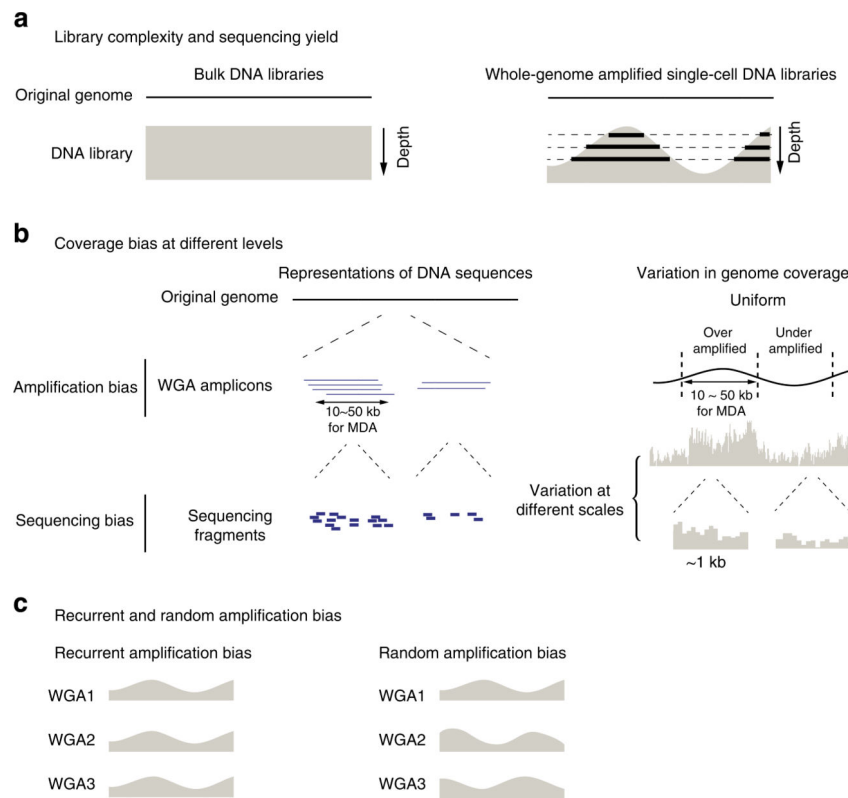 a
Library complexity and sequencing yield
Bulk DNA libraries
Whole-genome amplified single-cell DNA libraries
Original genome
DNA library
Depth
Depth
b
Coverage bias at different levels
Representations of DNA sequences
Variation in genome coverage
Original genome
Uniform
Over
amplified
Under
amplified
Amplification bias
WGA amplicons
10~50 kb
for MDA
10 ~ 50 kb
for MDA
Variation at
different scales
Sequencing bias
Sequencing
fragments
~1 kb
c
Recurrent and random amplification bias
Recurrent amplification bias
Random amplification bias
WGA1
WGA1
WGA2
WGA2
WGA3
WGA3